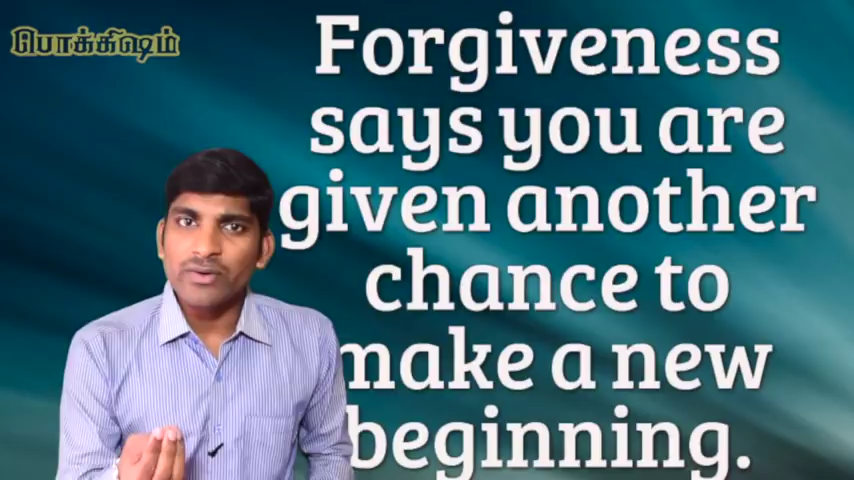 பொக்கிஷம்
Forgiveness
says you are
given another
chance to
make a new
beginning.